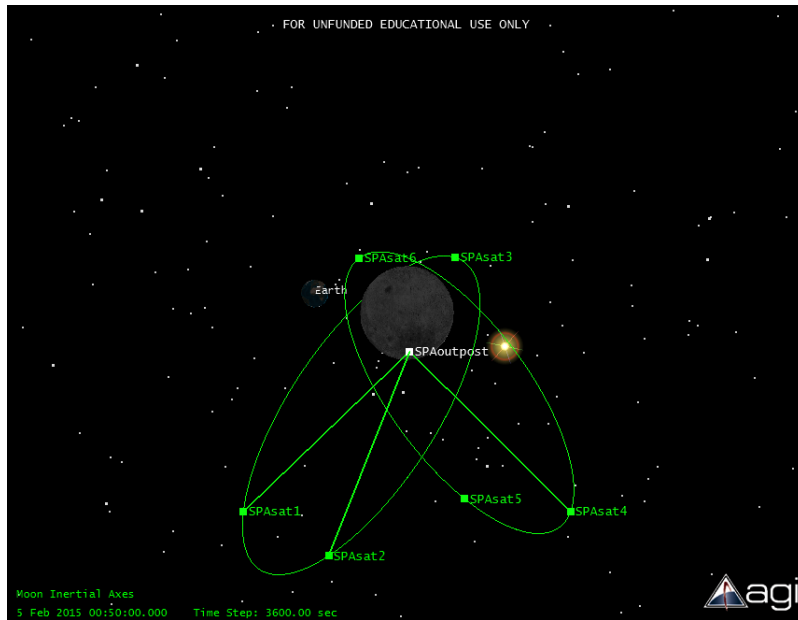 FOR UNFUNDED EDUCATIONAL USE ONLY
SPAsat6
SPAsat3
Earth
SPAoutpost
SPAsat5
SPAsat1
SPAsat4
SPAsat2
Moon Inertial Axes
5 Feb 2015 00:50:00.000 Time Step: 3600.00 sec
agi